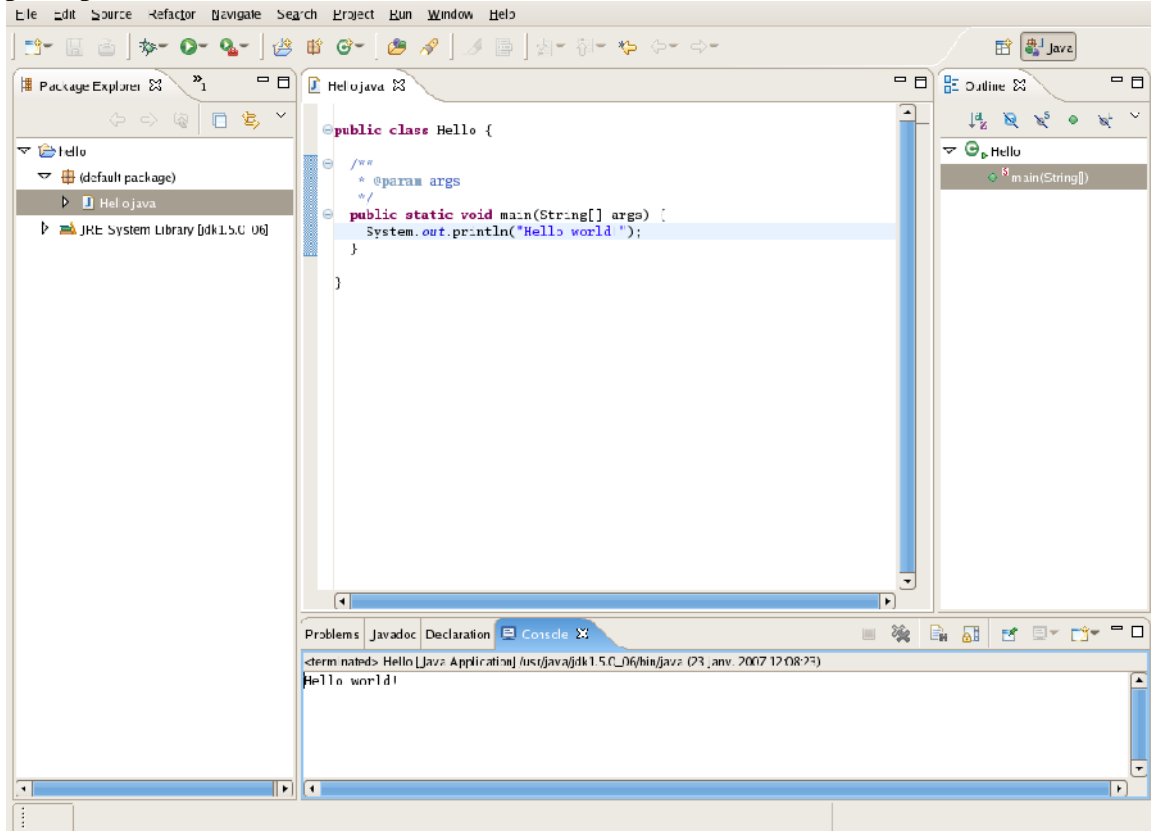 File Edit Source Refactor Navigate Search Project Run Window Help
Java
Package Explorer
»1
hello
(default package)
Hello.java
JRE System Library [jdk1.5.0_06]
Hello.java
public class Hello {
/**
* @param args
*/
public static void main(String[] args) {
System.out.println("Hello world!");
}
}
Outline
Hello
S main(String[])
Problems Javadoc Declaration Console
<terminated> Hello [Java Application] /usr/java/jdk1.5.0_06/bin/java (23 janv. 2007 12:08:23)
Hello world!